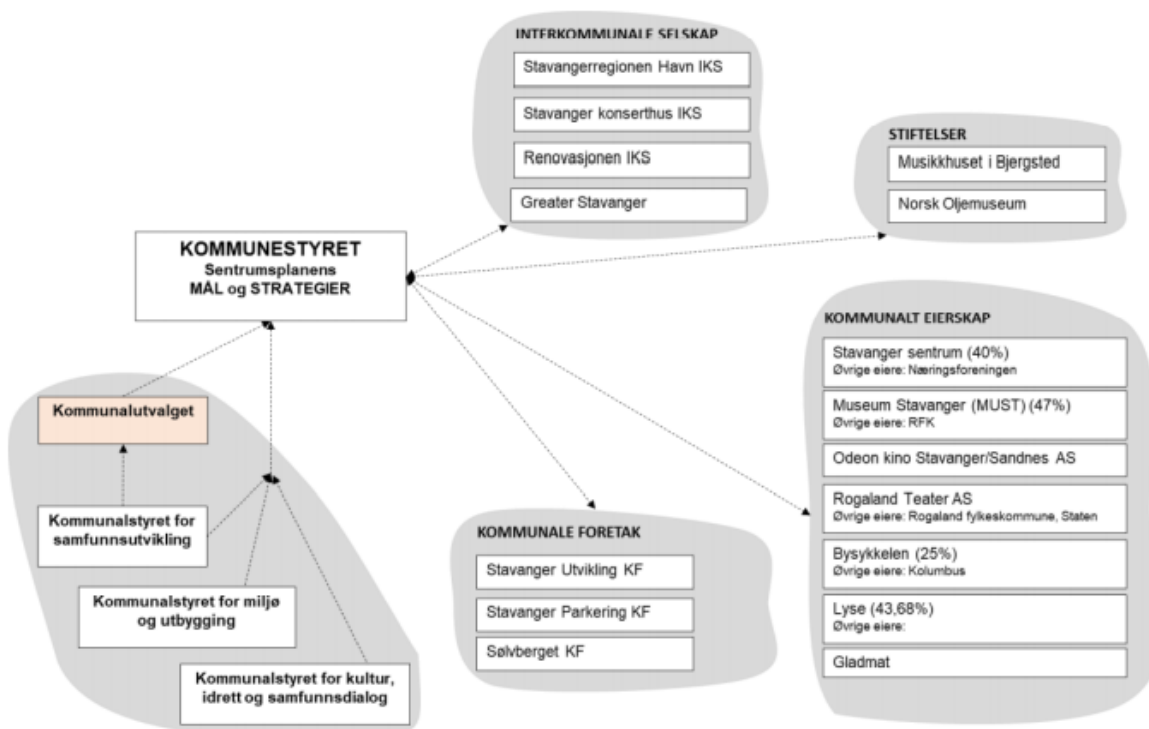 INTERKOMMUNALE SELSKAP
Stavangerregionen Havn IKS
Stavanger konserthus IKS
Renovasjonen IKS
Greater Stavanger
STIFTELSER
Musikkhuset i Bjergsted
Norsk Oljemuseum
KOMMUNESTYRET
Sentrumsplanens
MÅL og STRATEGIER
KOMMUNALT EIERSKAP
Stavanger sentrum (40%)
Øvrige eiere: Næringsforeningen
Museum Stavanger (MUST) (47%)
Øvrige eiere: RFK
Odeon kino Stavanger/Sandnes AS
Rogaland Teater AS
Øvrige eiere: Rogaland fylkeskommune, Staten
Bysykkelen (25%)
Øvrige eiere: Kolumbus
Lyse (43,68%)
Øvrige eiere:
Gladmat
Kommunalutvalget
Kommunalstyret for
samfunnsutvikling
Kommunalstyret for miljø
og utbygging
Kommunalstyret for kultur,
idrett og samfunnsdialog
KOMMUNALE FORETAK
Stavanger Utvikling KF
Stavanger Parkering KF
Sølvberget KF